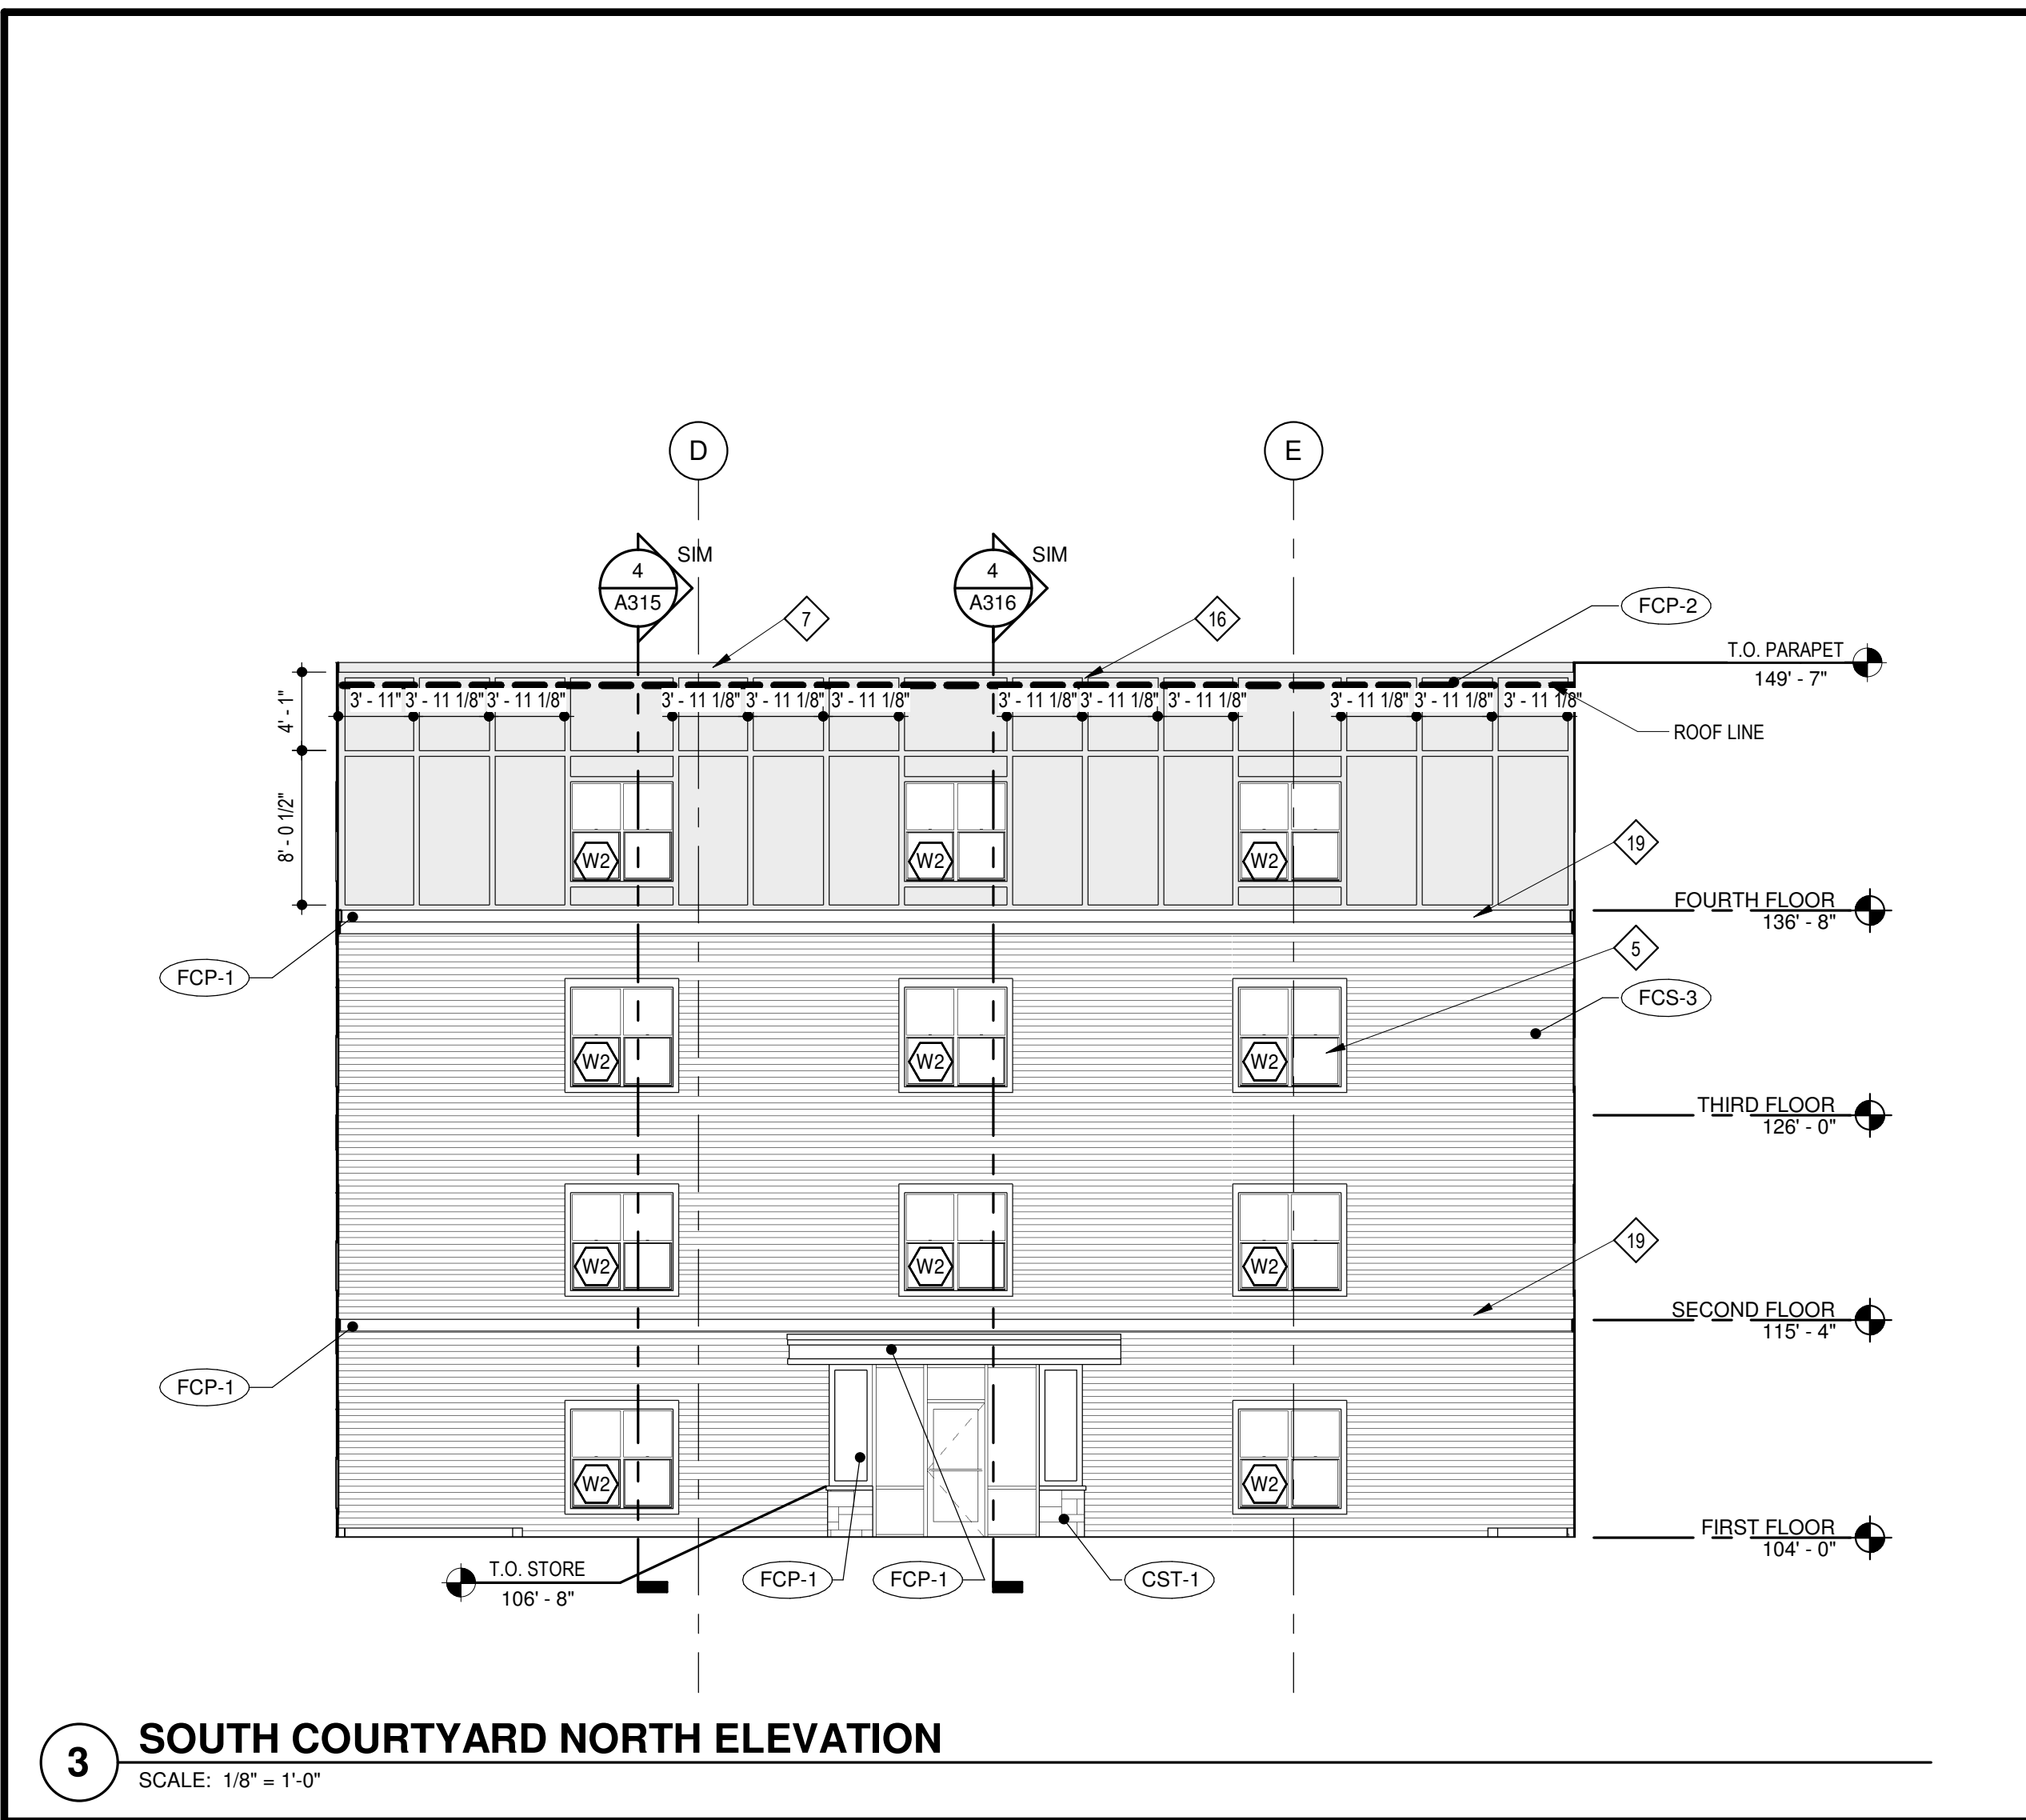 D
E
4
A315
SIM
4
A316
SIM
7
16
FCP-2
T.O. PARAPET
149' - 7"
4' - 1"
3' - 11" 3' - 11 1/8" 3' - 11 1/8" 3' - 11 1/8" 3' - 11 1/8" 3' - 11 1/8" 3' - 11 1/8" 3' - 11 1/8" 3' - 11 1/8" 3' - 11 1/8" 3' - 11 1/8" 3' - 11 1/8"
ROOF LINE
8' - 0 1/2"
W2 W2 W2
19
FOURTH FLOOR
136' - 8"
5
FCP-1
FCS-3
W2 W2 W2
THIRD FLOOR
126' - 0"
W2 W2 W2
19
SECOND FLOOR
115' - 4"
FCP-1
W2 W2
FIRST FLOOR
104' - 0"
T.O. STORE
106' - 8"
FCP-1
FCP-1
CST-1
3
SOUTH COURTYARD NORTH ELEVATION
SCALE: 1/8" = 1'-0"